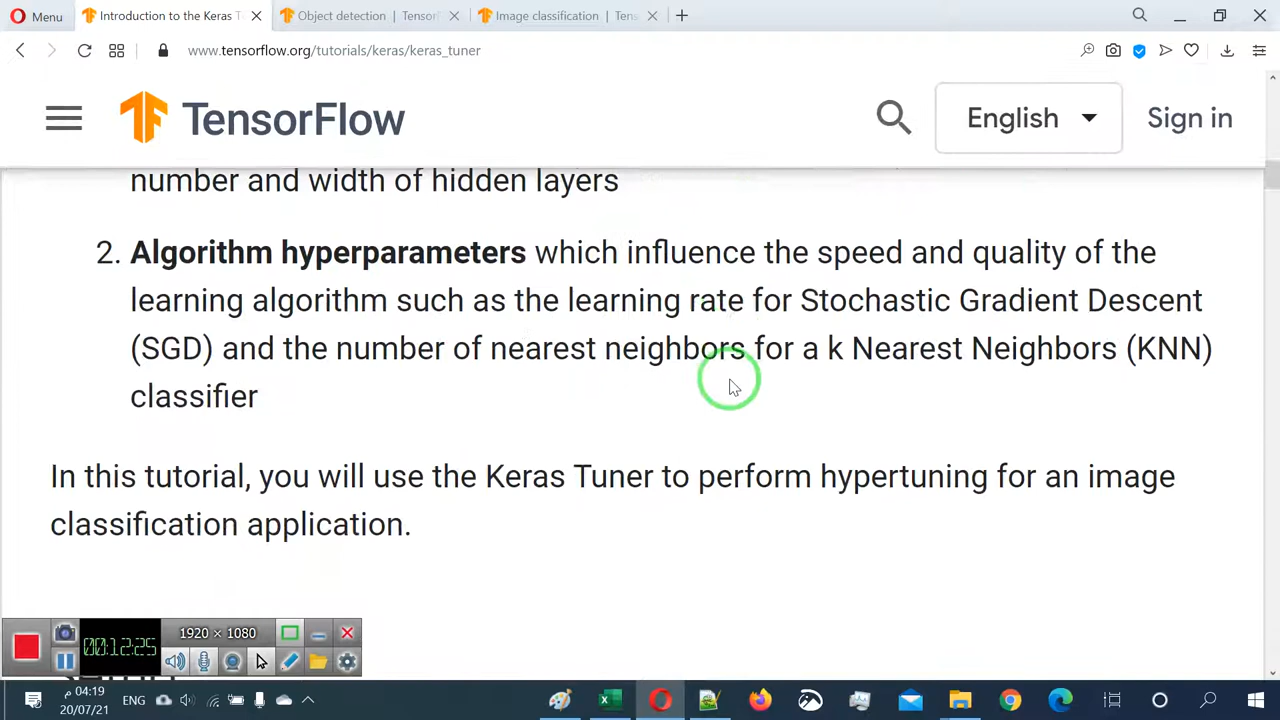 Menu
Introduction to the Keras T
Object detection | TensorF
Image classification | Tens
www.tensorflow.org/tutorials/keras/keras_tuner
TensorFlow
English
Sign in
number and width of hidden layers
2. Algorithm hyperparameters which influence the speed and quality of the
learning algorithm such as the learning rate for Stochastic Gradient Descent
(SGD) and the number of nearest neighbors for a k Nearest Neighbors (KNN)
classifier
In this tutorial, you will use the Keras Tuner to perform hypertuning for an image
classification application.
00:12:25
1920 × 1080
ENG
04:19 م
20/07/21